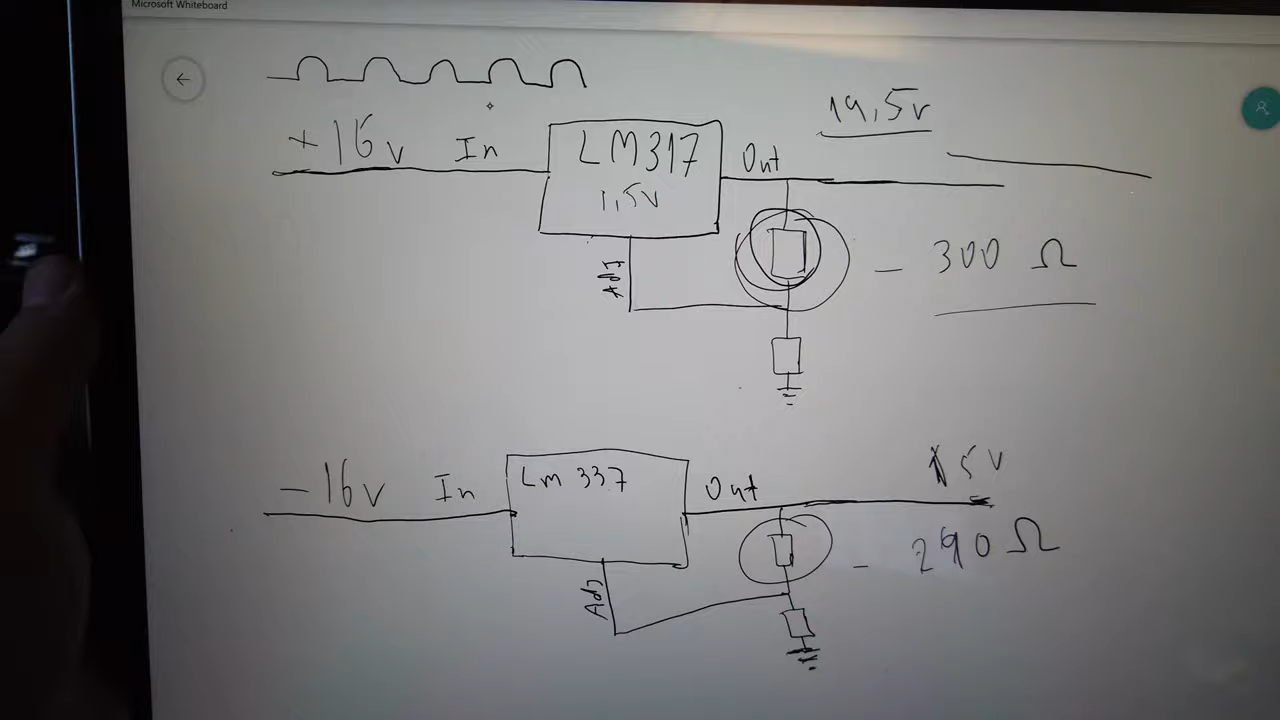 Microsoft Whiteboard
14,5v
+16v In LM317 Out
1,5v
Adj
300 Ω
-16v In Lm 337 Out 15v
290 Ω
Adj